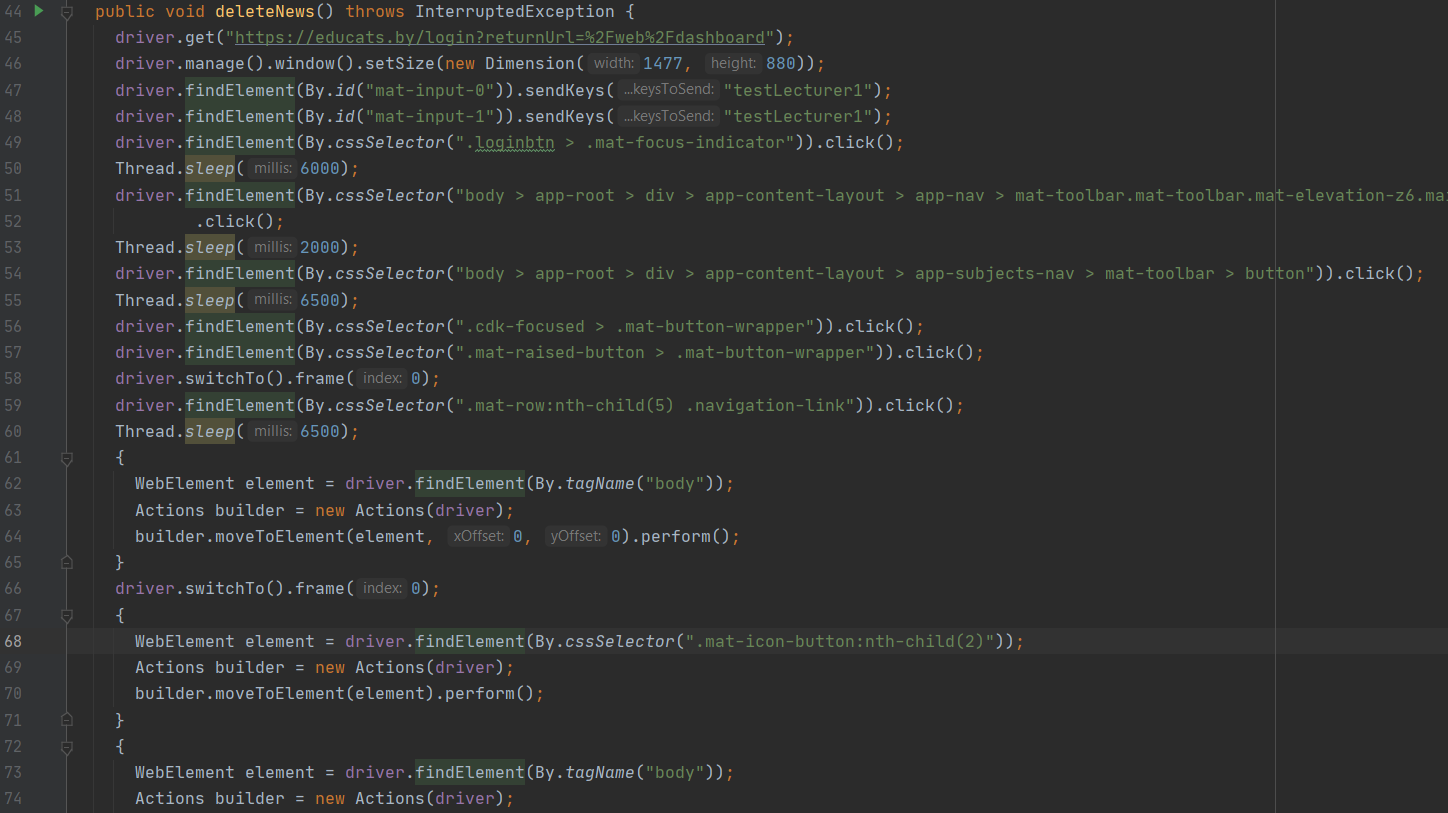 44 public void deleteNews() throws InterruptedException {
45 driver.get("https://educats.by/login?returnUrl=%2Fweb%2Fdashboard");
46 driver.manage().window().setSize(new Dimension( width: 1477, height: 880));
47 driver.findElement(By.id("mat-input-0")).sendKeys( ...keysToSend: "testLecturer1");
48 driver.findElement(By.id("mat-input-1")).sendKeys( ...keysToSend: "testLecturer1");
49 driver.findElement(By.cssSelector(".loginbtn > .mat-focus-indicator")).click();
50 Thread.sleep( millis: 6000);
51 driver.findElement(By.cssSelector("body > app-root > div > app-content-layout > app-nav > mat-toolbar.mat-toolbar.mat-elevation-z6.ma
52 .click();
53 Thread.sleep( millis: 2000);
54 driver.findElement(By.cssSelector("body > app-root > div > app-content-layout > app-subjects-nav > mat-toolbar > button")).click();
55 Thread.sleep( millis: 6500);
56 driver.findElement(By.cssSelector(".cdk-focused > .mat-button-wrapper")).click();
57 driver.findElement(By.cssSelector(".mat-raised-button > .mat-button-wrapper")).click();
58 driver.switchTo().frame( index: 0);
59 driver.findElement(By.cssSelector(".mat-row:nth-child(5) .navigation-link")).click();
60 Thread.sleep( millis: 6500);
61 {
62 WebElement element = driver.findElement(By.tagName("body"));
63 Actions builder = new Actions(driver);
64 builder.moveToElement(element, xOffset: 0, yOffset: 0).perform();
65 }
66 driver.switchTo().frame( index: 0);
67 {
68 WebElement element = driver.findElement(By.cssSelector(".mat-icon-button:nth-child(2)"));
69 Actions builder = new Actions(driver);
70 builder.moveToElement(element).perform();
71 }
72 {
73 WebElement element = driver.findElement(By.tagName("body"));
74 Actions builder = new Actions(driver);